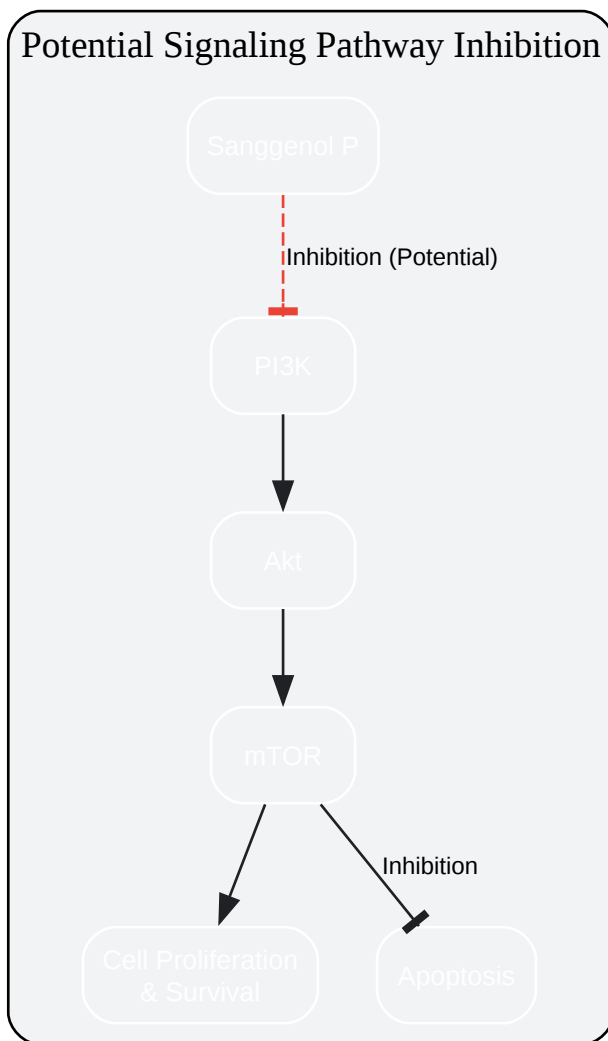 Potential Signaling Pathway Inhibition
Sanggenol P
Inhibition (Potential)
PI3K
Akt
mTOR
Inhibition
Cell Proliferation
& Survival
Apoptosis